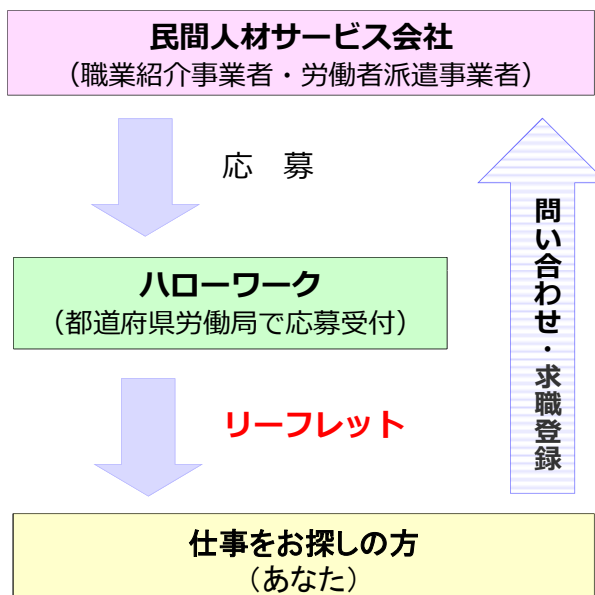 民間人材サービス会社
（職業紹介事業者・労働者派遣事業者）
応　募
ハローワーク
（都道府県労働局で応募受付）
リーフレット
問い合わせ・求職登録
仕事をお探しの方
（あなた）